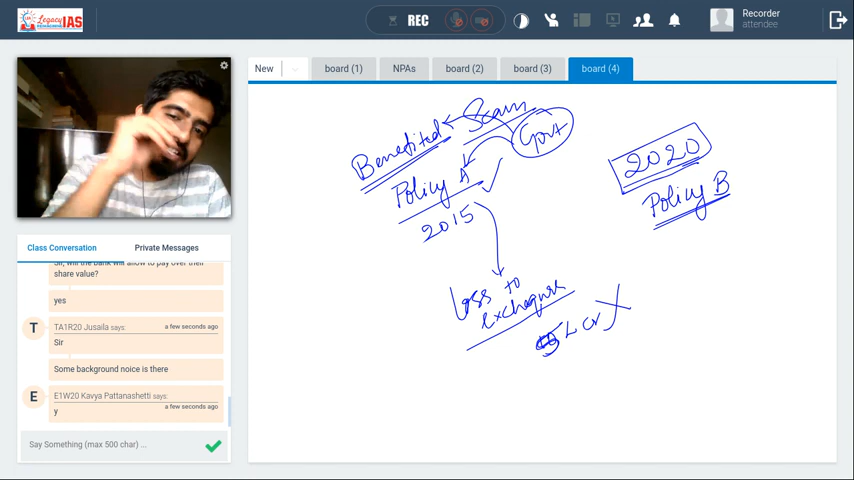 Legacy IAS
REC
Recorder
attendee
New
board (1)
NPAs
board (2)
board (3)
board (4)
Scam
Govt
Benefited
Policy A
2015
Loss to
exchequer
L cr
2020
Policy B
Class Conversation
Private Messages
Sir, will the bank will allow to pay over their
share value?
yes
T
TA1R20 Jusaila says:
a few seconds ago
Sir
Some background noice is there
E
E1W20 Kavya Pattanashetti says:
a few seconds ago
y
Say Something (max 500 char) ...